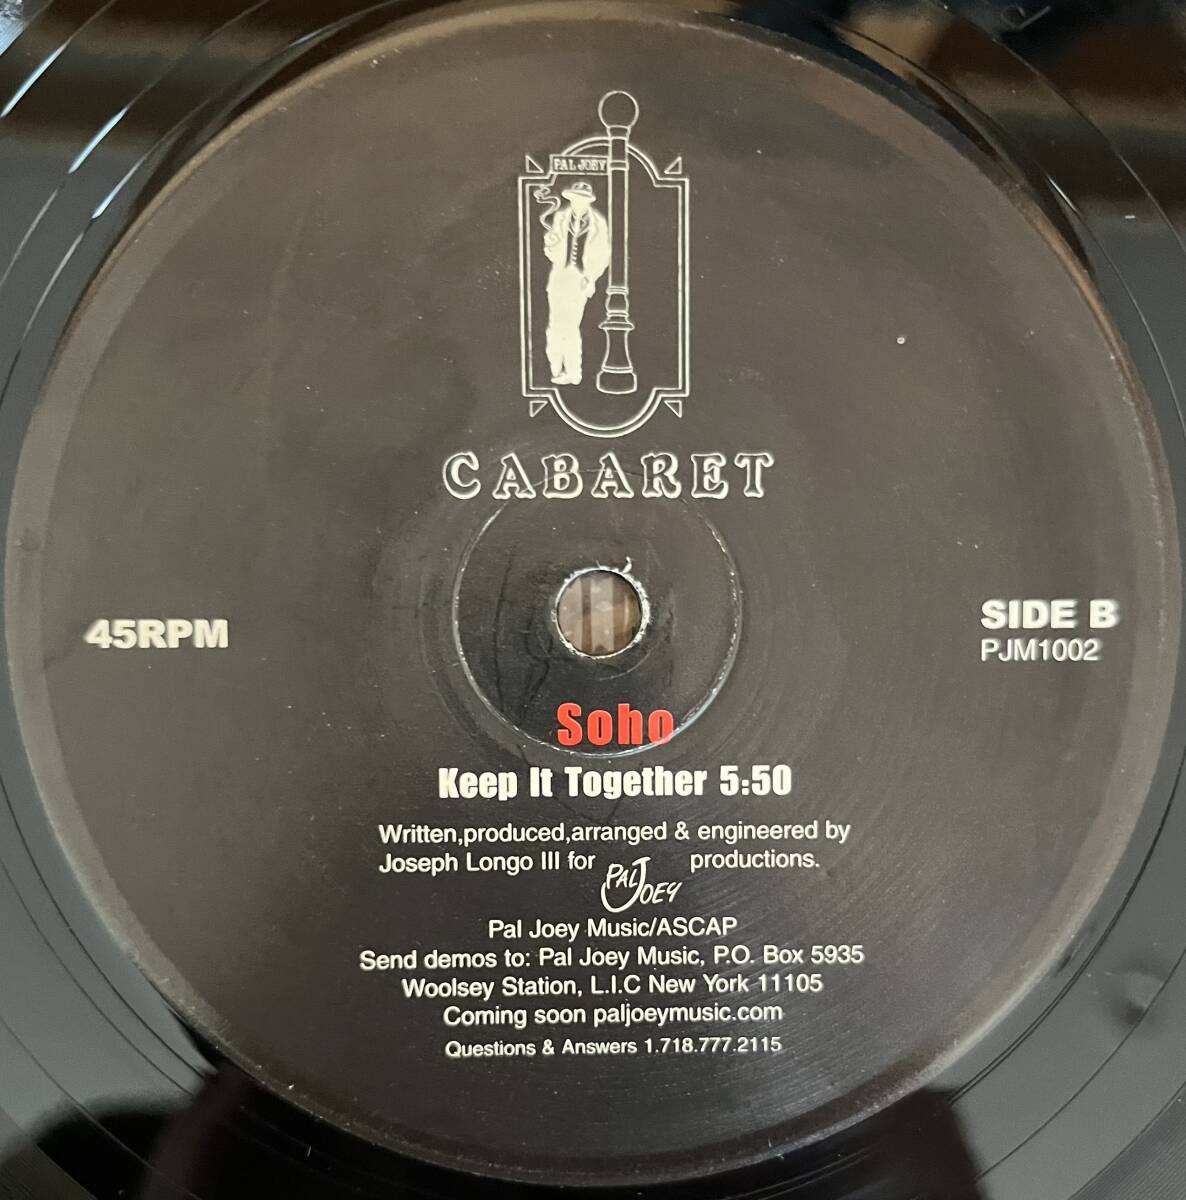 PAL JOEY
CABARET
45RPM
SIDE B
PJM1002
Soho
Keep It Together 5:50
Written,produced,arranged & engineered by
Joseph Longo III for PAL JOEY productions.
Pal Joey Music/ASCAP
Send demos to: Pal Joey Music, P.O. Box 5935
Woolsey Station, L.I.C New York 11105
Coming soon paljoeymusic.com
Questions & Answers 1.718.777.2115